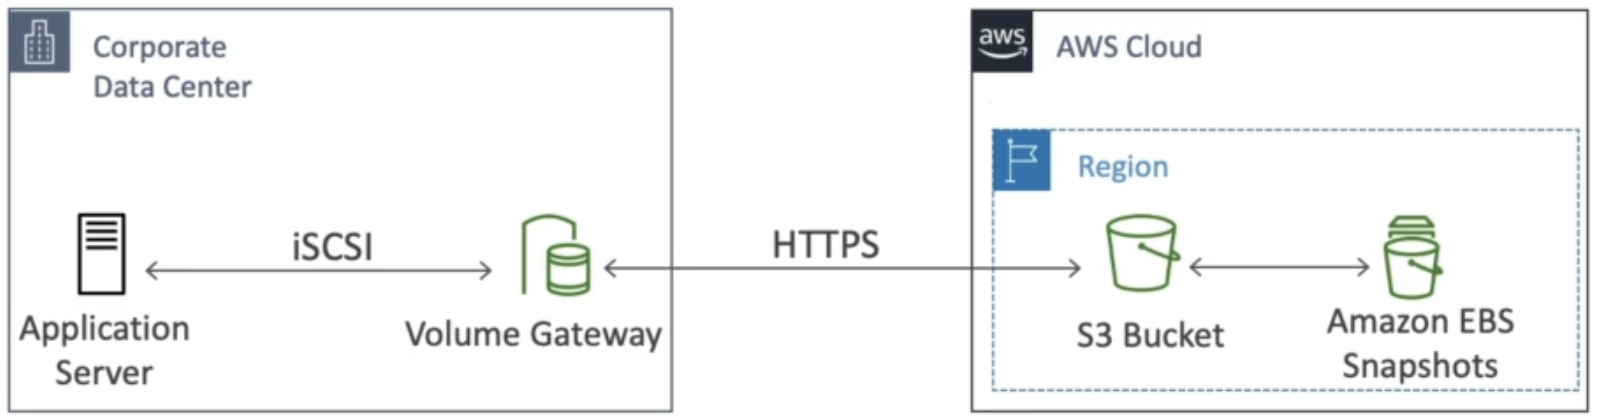 Corporate
Data Center
aws
AWS Cloud
Region
iSCSI
HTTPS
Application
Server
Volume Gateway
S3 Bucket
Amazon EBS
Snapshots